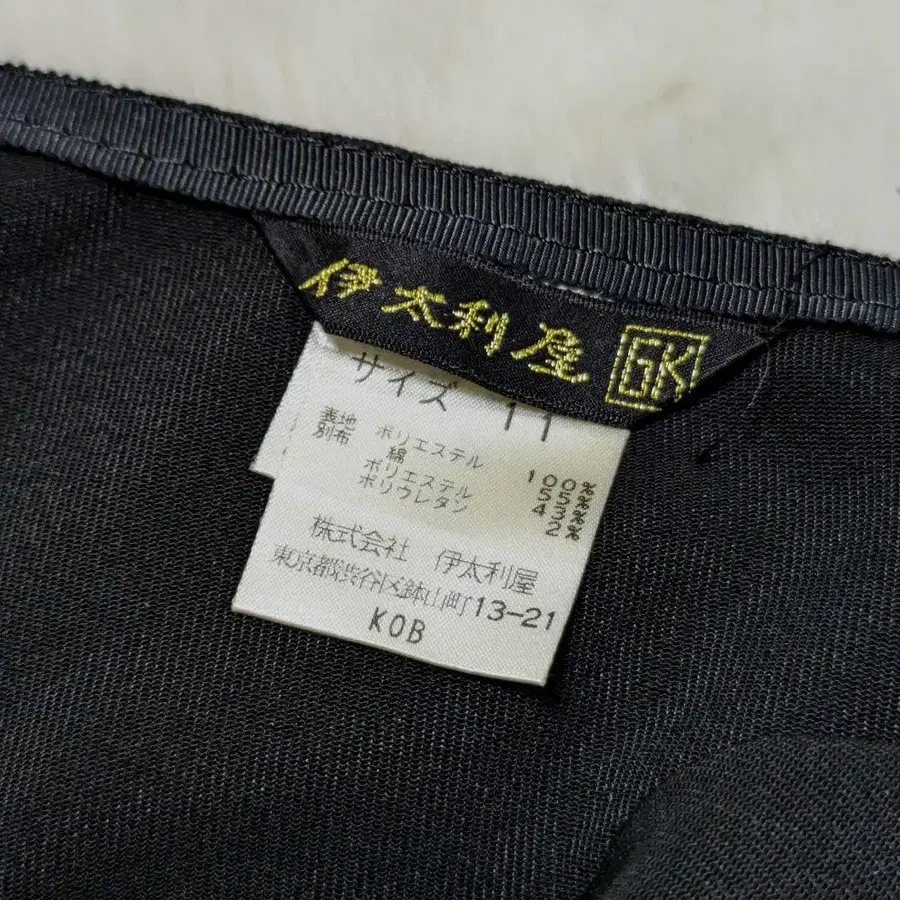 伊太利屋 GK
サイズ 11
表地 ポリエステル 100%
別布 綿 55%
ポリエステル 43%
ポリウレタン 2%
株式会社 伊太利屋
東京都渋谷区鉢山町13-21
KOB